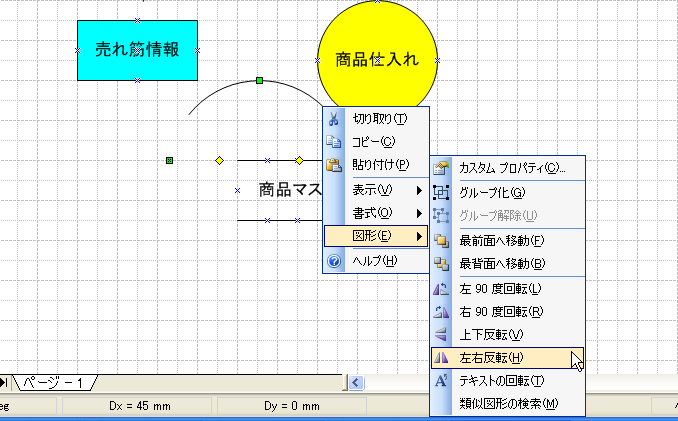 売れ筋情報
商品仕入れ
商品マス
切り取り(T)
コピー(C)
貼り付け(P)
表示(V)
書式(O)
図形(E)
ヘルプ(H)
カスタム プロパティ(C)...
グループ化(G)
グループ解除(U)
最前面へ移動(F)
最背面へ移動(B)
左 90 度回転(L)
右 90 度回転(R)
上下反転(V)
左右反転(H)
テキストの回転(T)
類似図形の検索(M)
ページ - 1
eg
Dx = 45 mm
Dy = 0 mm